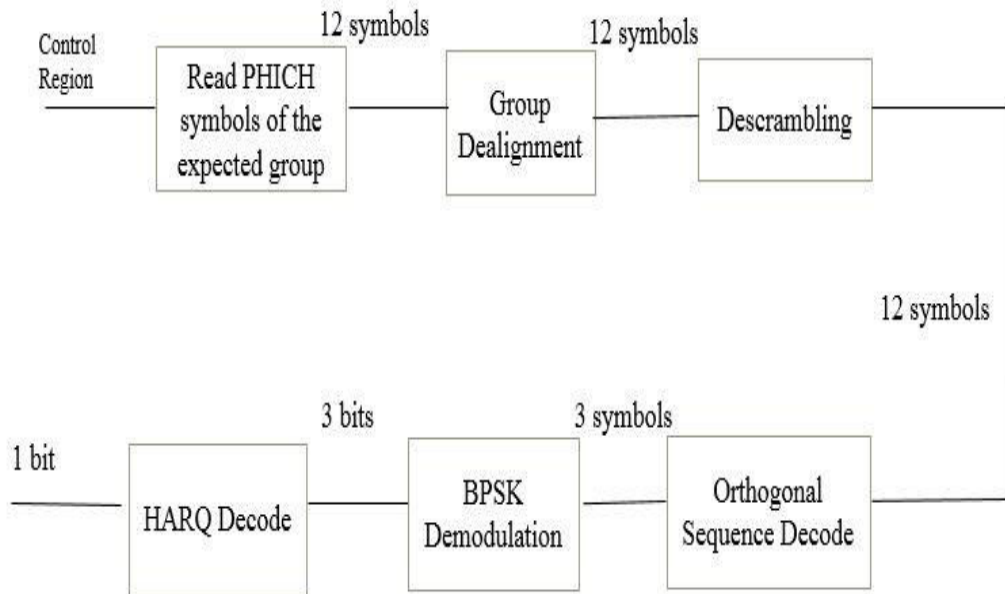 12 symbols
12 symbols
Control
Region
Read PHICH
symbols of the
expected group
Group
Dealignment
Descrambling
12 symbols
3 bits
3 symbols
1 bit
HARQ Decode
BPSK
Demodulation
Orthogonal
Sequence Decode